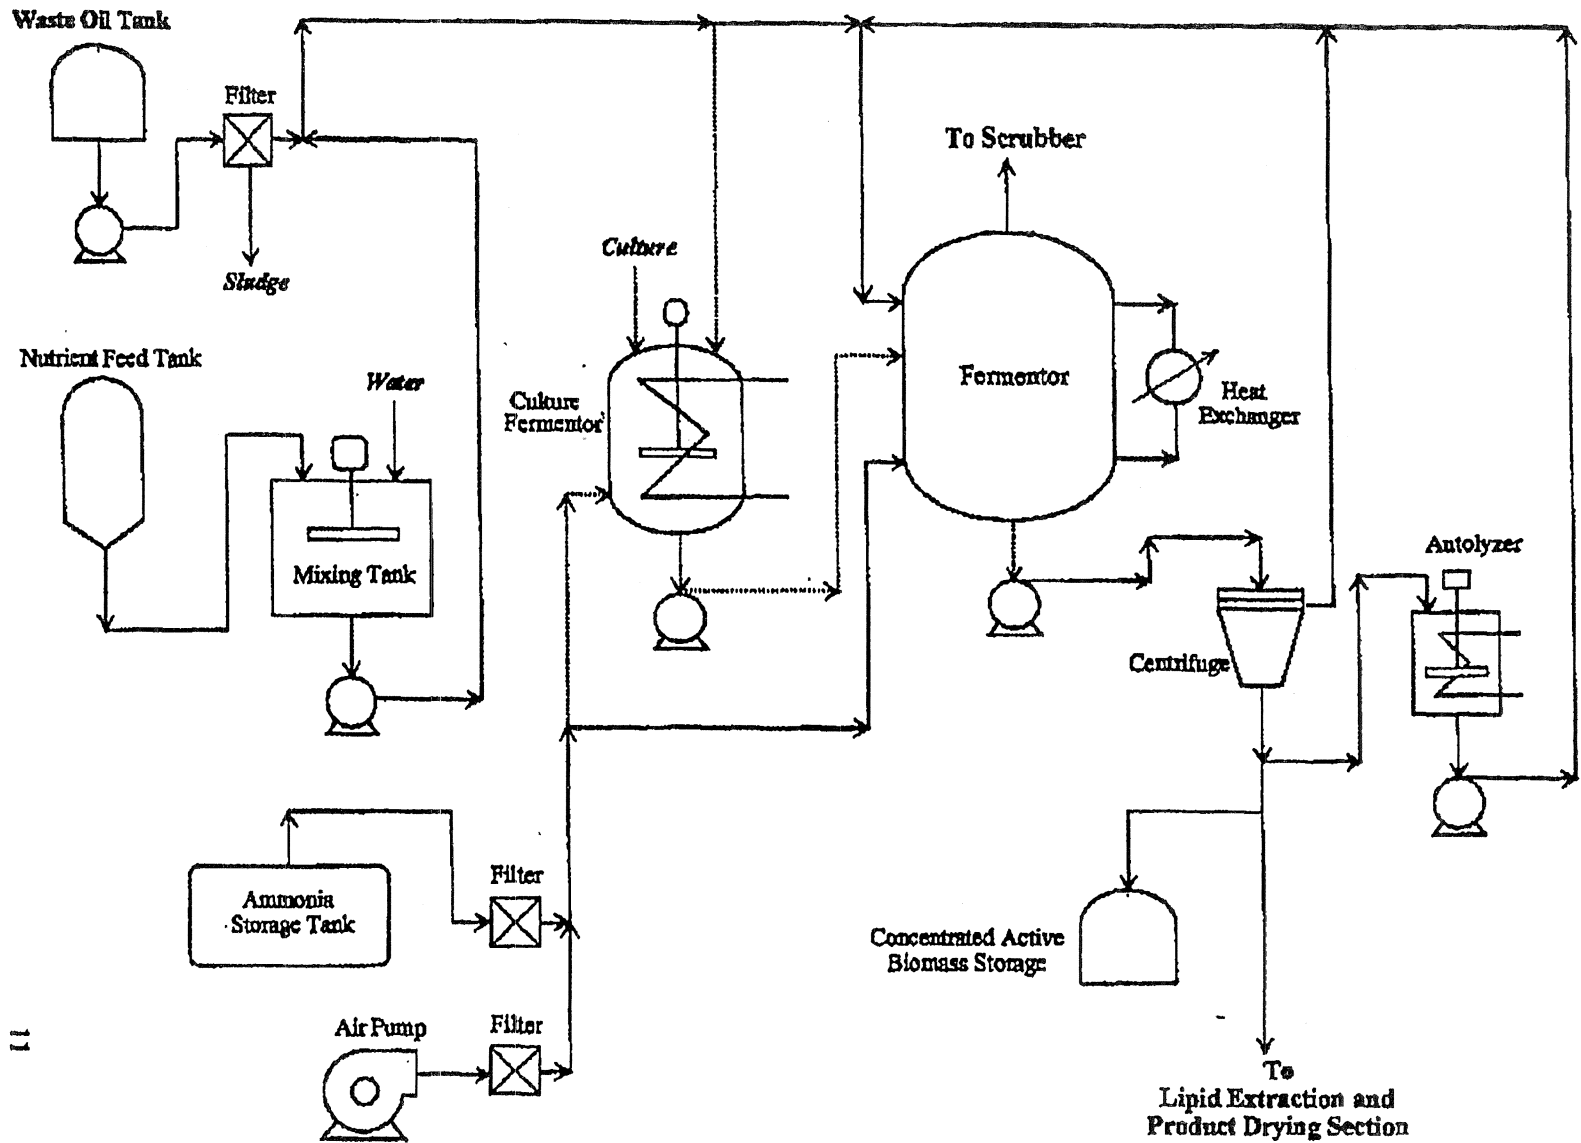 Waste Oil Tank
Filter
To Scrubber
Culture
Sludge
Nutrient Feed Tank
Water
Culture
Fermentor
Fermentor
Heat
Exchanger
Mixing Tank
Autolyzer
Centrifuge
Filter
Ammonia
Storage Tank
Concentrated Active
Biomass Storage
Air Pump
Filter
11
To
Lipid Extraction and
Product Drying Section